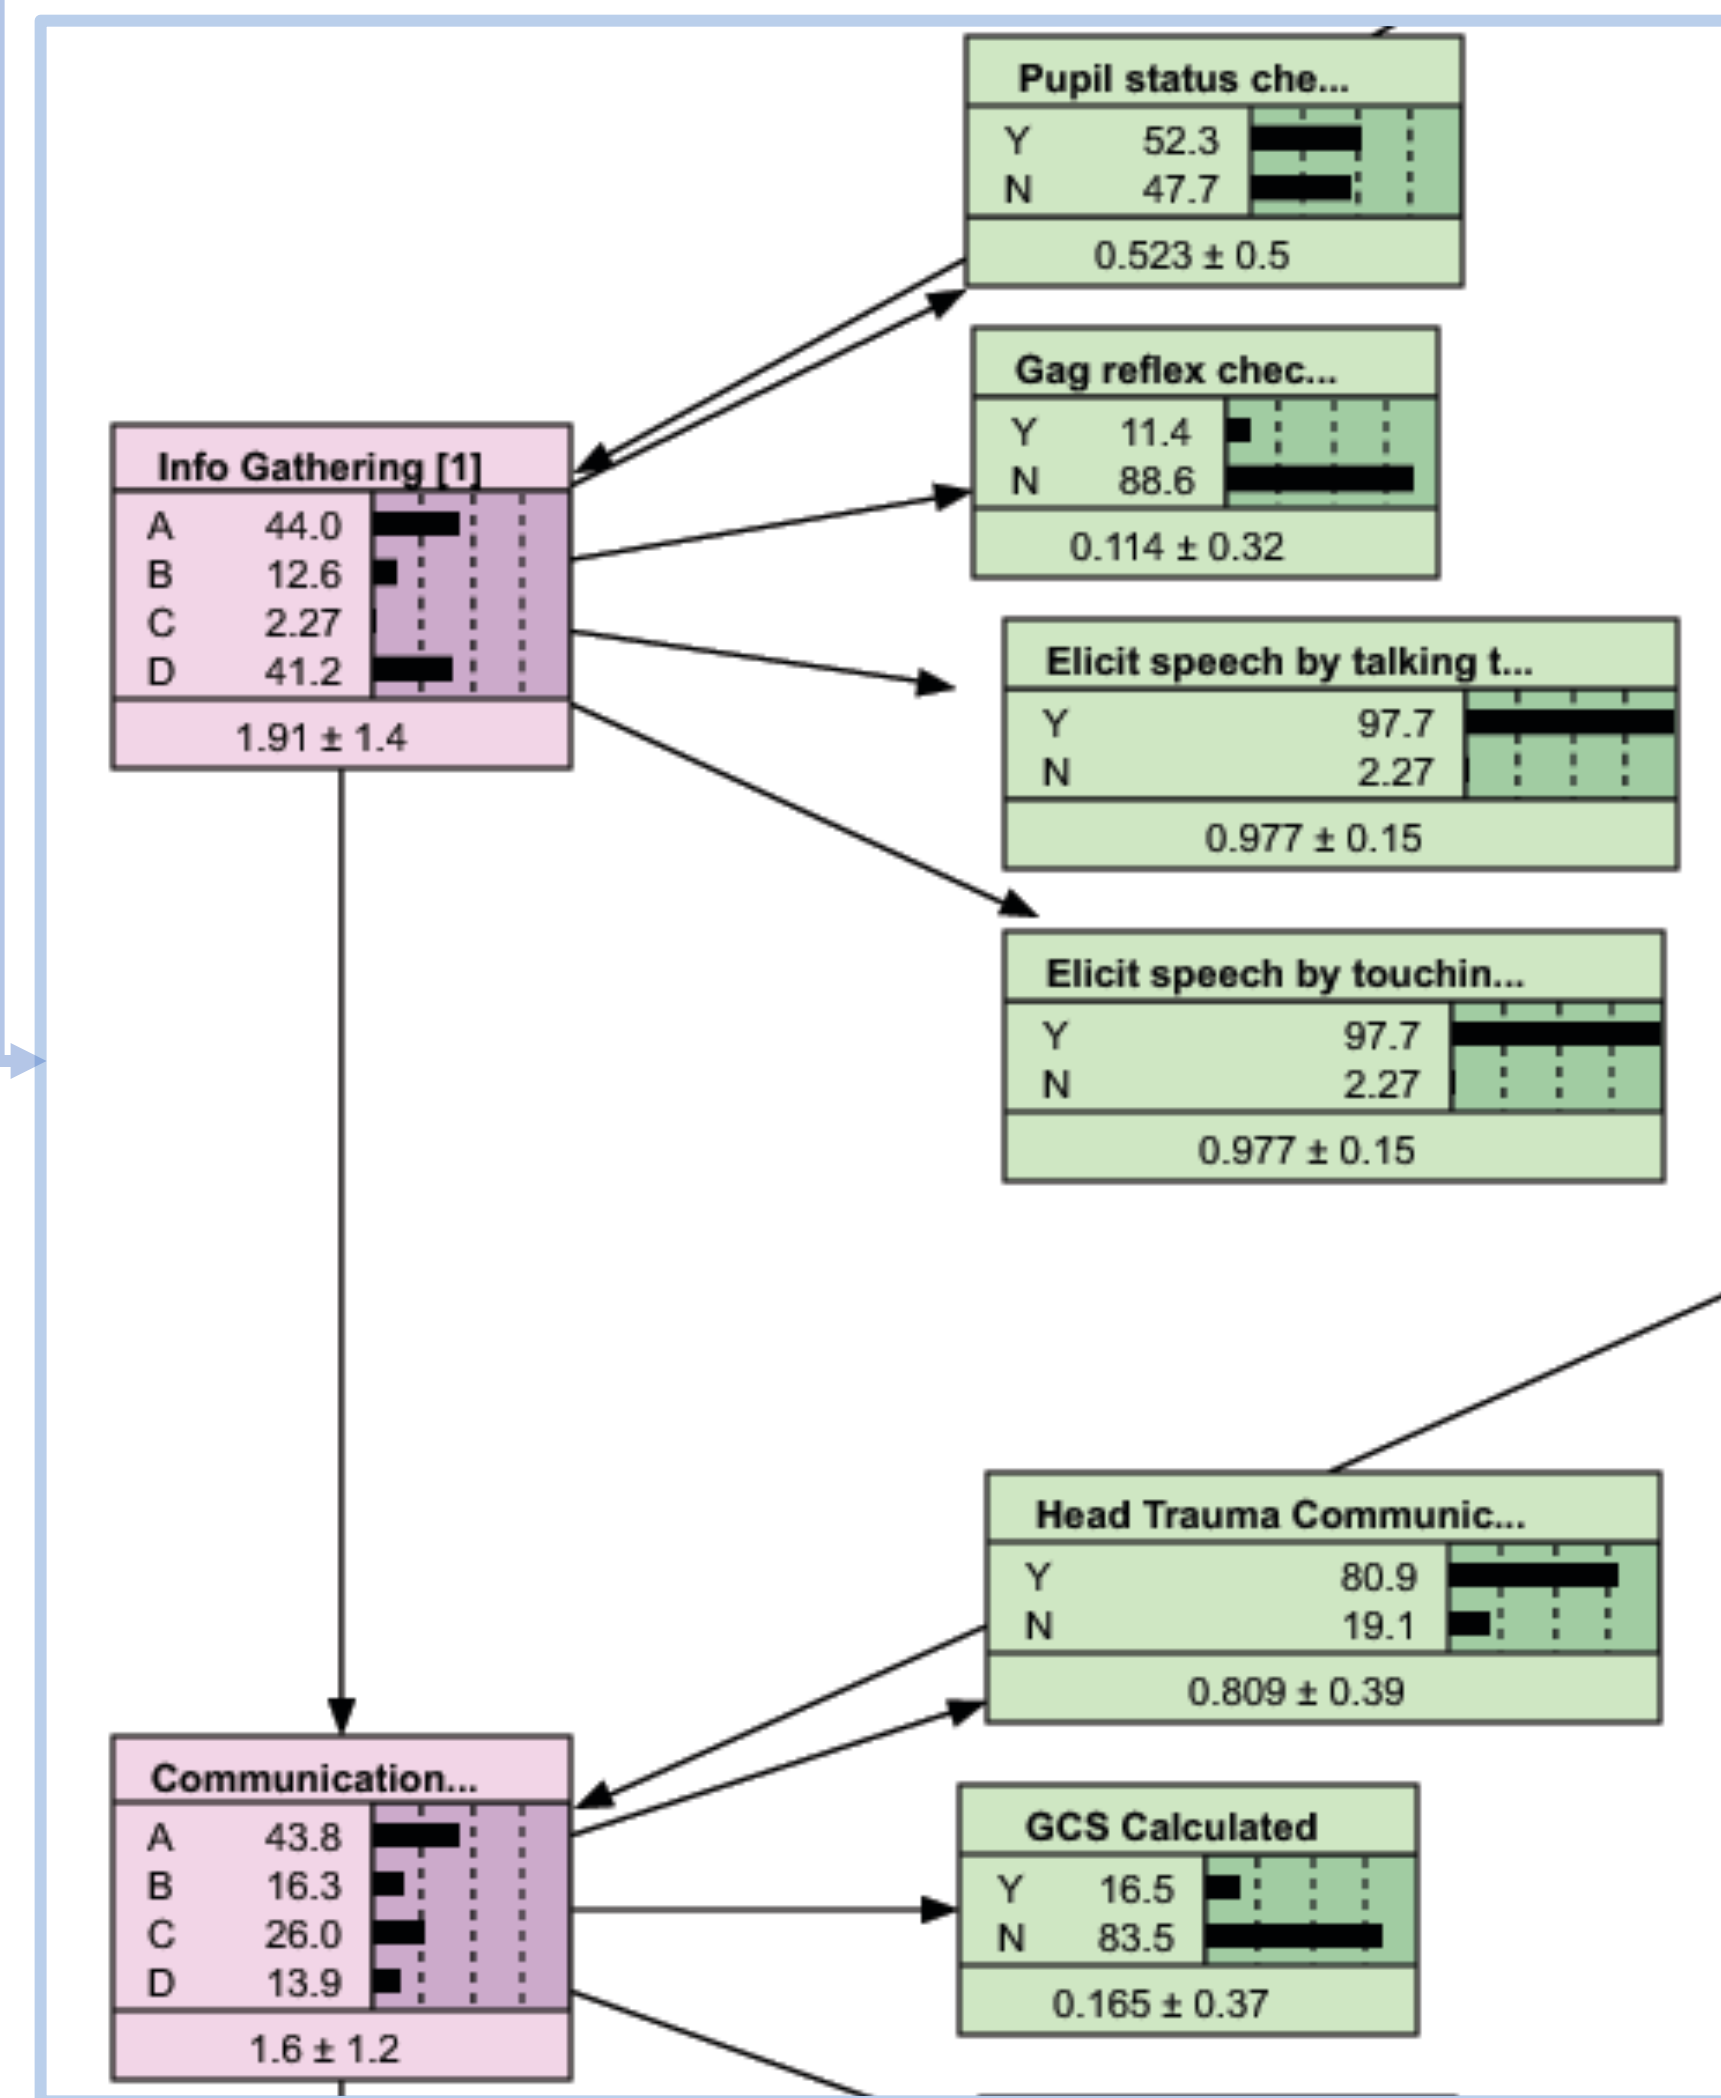 Pupil status che...
Y 52.3
N 47.7
0.523 ± 0.5
Gag reflex chec...
Y 11.4
N 88.6
0.114 ± 0.32
Info Gathering [1]
A 44.0
B 12.6
C 2.27
D 41.2
1.91 ± 1.4
Elicit speech by talking t...
Y 97.7
N 2.27
0.977 ± 0.15
Elicit speech by touchin...
Y 97.7
N 2.27
0.977 ± 0.15
Head Trauma Communic...
Y 80.9
N 19.1
0.809 ± 0.39
Communication...
A 43.8
B 16.3
C 26.0
D 13.9
1.6 ± 1.2
GCS Calculated
Y 16.5
N 83.5
0.165 ± 0.37